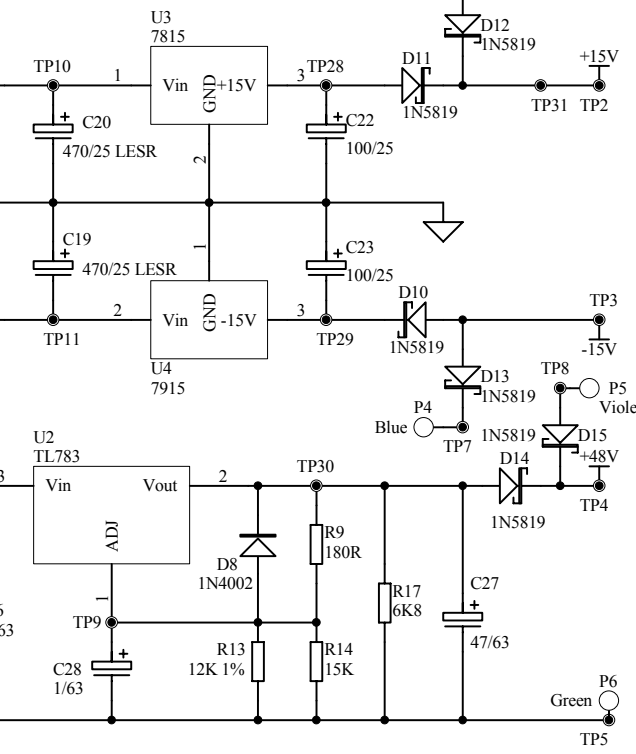 U3
7815
D12
1N5819
TP10
1
Vin
GND
+15V
3
TP28
D11
1N5819
+15V
TP31
TP2
+
C20
470/25 LESR
2
+
C22
100/25
C19
+
470/25 LESR
1
+
C23
100/25
TP11
2
Vin
GND
-15V
3
TP29
D10
1N5819
TP3
-15V
U4
7915
D13
1N5819
TP8
P5
Viole
P4
Blue
TP7
1N5819
D15
+48V
U2
TL783
3
Vin
Vout
ADJ
2
TP30
D14
1N5819
TP4
D8
1N4002
R9
180R
R17
6K8
C27
+
47/63
1
63
TP9
+
C28
1/63
R13
12K 1%
R14
15K
P6
Green
TP5